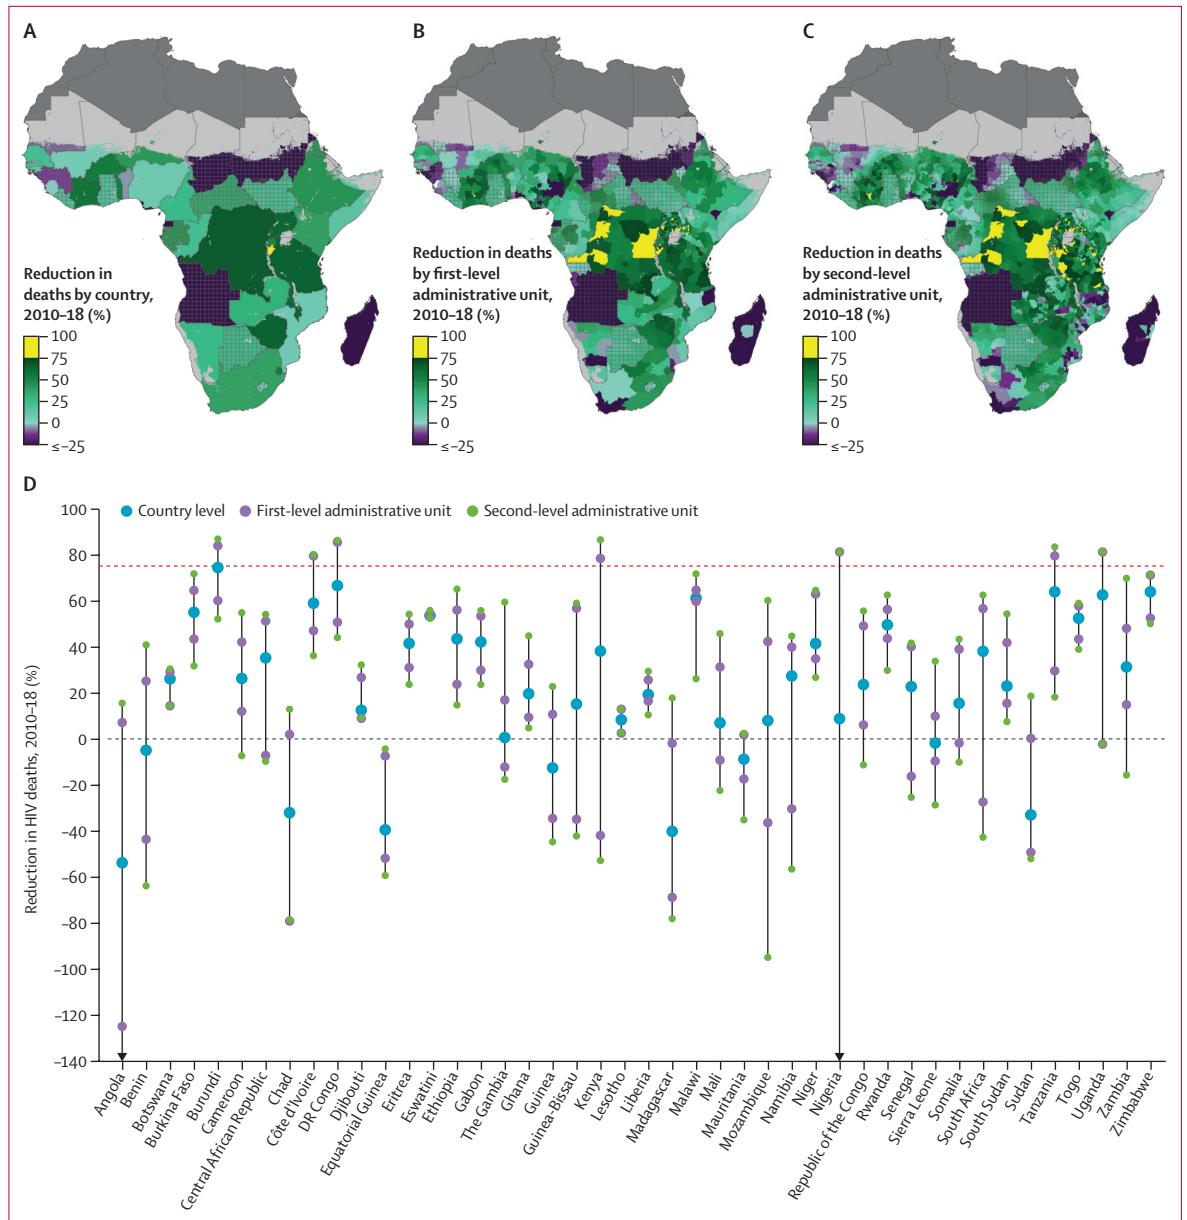 A
Reduction in
deaths by country,
2010–18 (%)
100
75
50
25
0
≤–25
B
Reduction in deaths
by first-level
administrative unit,
2010–18 (%)
100
75
50
25
0
≤–25
C
Reduction in deaths
by second-level
administrative unit,
2010–18 (%)
100
75
50
25
0
≤–25
D
Country level
First-level administrative unit
Second-level administrative unit
Reduction in HIV deaths, 2010–18 (%)
100
80
60
40
20
0
–20
–40
–60
–80
–100
–120
–140
Angola
Benin
Botswana
Burkina Faso
Burundi
Cameroon
Central African Republic
Chad
Côte d'Ivoire
DR Congo
Djibouti
Equatorial Guinea
Eritrea
Eswatini
Ethiopia
Gabon
The Gambia
Ghana
Guinea
Guinea-Bissau
Kenya
Lesotho
Liberia
Madagascar
Malawi
Mali
Mauritania
Mozambique
Namibia
Niger
Nigeria
Republic of the Congo
Rwanda
Senegal
Sierra Leone
Somalia
South Africa
South Sudan
Sudan
Tanzania
Togo
Uganda
Zambia
Zimbabwe